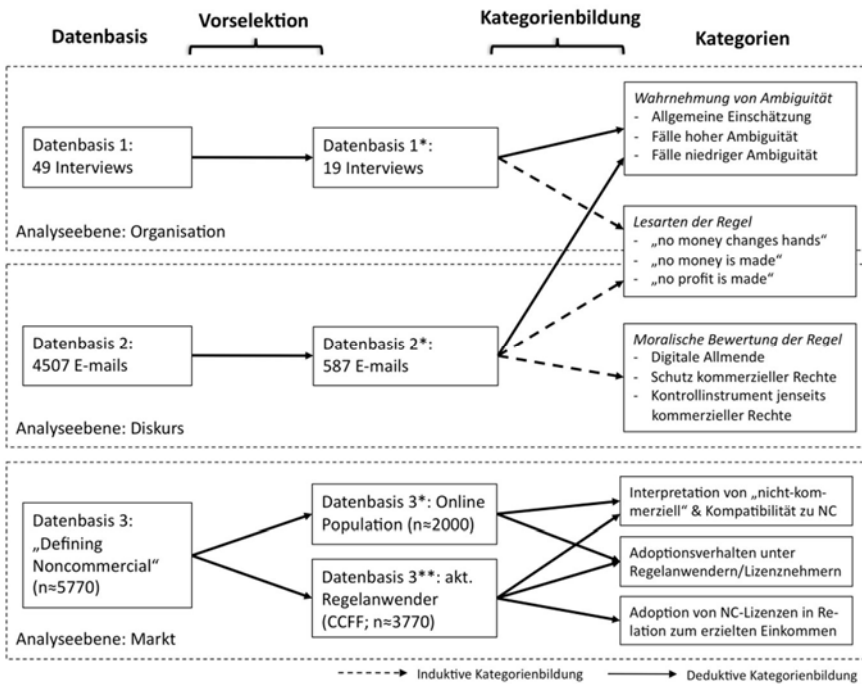 Datenbasis
Vorselektion
Kategorienbildung
Kategorien
Datenbasis 1:
49 Interviews
Datenbasis 1*:
19 Interviews
Wahrnehmung von Ambiguität
- Allgemeine Einschätzung
- Fälle hoher Ambiguität
- Fälle niedriger Ambiguität
Analyseebene: Organisation
Lesarten der Regel
- „no money changes hands“
- „no money is made“
- „no profit is made“
Datenbasis 2:
4507 E-mails
Datenbasis 2*:
587 E-mails
Moralische Bewertung der Regel
- Digitale Allmende
- Schutz kommerzieller Rechte
- Kontrollinstrument jenseits
kommerzieller Rechte
Analyseebene: Diskurs
Datenbasis 3:
„Defining
Noncommercial“
(n≈5770)
Datenbasis 3*: Online
Population (n≈2000)
Datenbasis 3**: akt.
Regelanwender
(CCFF; n≈3770)
Interpretation von „nicht-kom-
merziell“ & Kompatibilität zu NC
Adoptionsverhalten unter
Regelanwendern/Lizenznehmern
Adoption von NC-Lizenzen in Re-
lation zum erzielten Einkommen
Analyseebene: Markt
Induktive Kategorienbildung
Deduktive Kategorienbildung